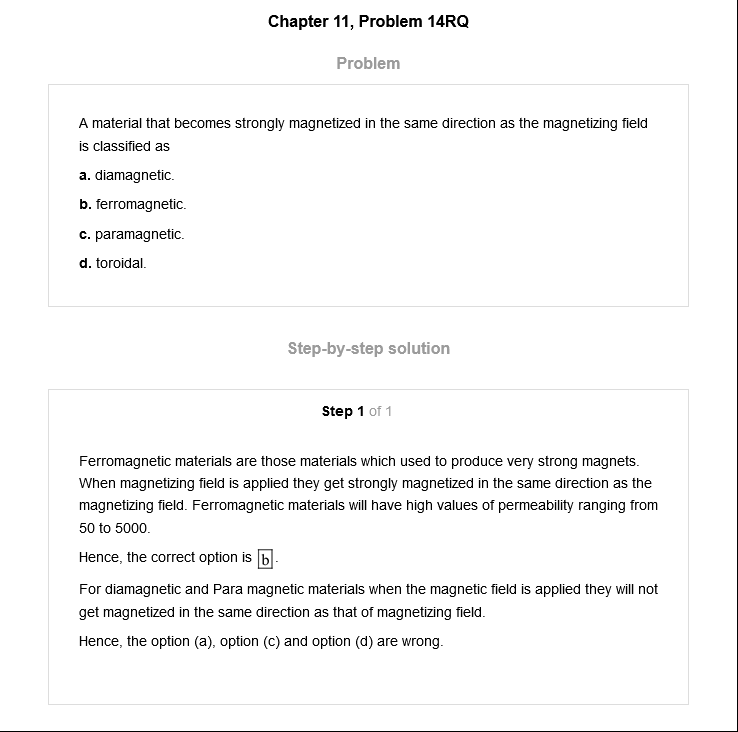 Chapter 11, Problem 14RQ
Problem
A material that becomes strongly magnetized in the same direction as the magnetizing field
is classified as
a. diamagnetic.
b. ferromagnetic.
c. paramagnetic.
d. toroidal.
Step-by-step solution
Step 1 of 1
Ferromagnetic materials are those materials which used to produce very strong magnets.
When magnetizing field is applied they get strongly magnetized in the same direction as the
magnetizing field. Ferromagnetic materials will have high values of permeability ranging from
50 to 5000.
Hence, the correct option is b.
For diamagnetic and Para magnetic materials when the magnetic field is applied they will not
get magnetized in the same direction as that of magnetizing field.
Hence, the option (a), option (c) and option (d) are wrong.